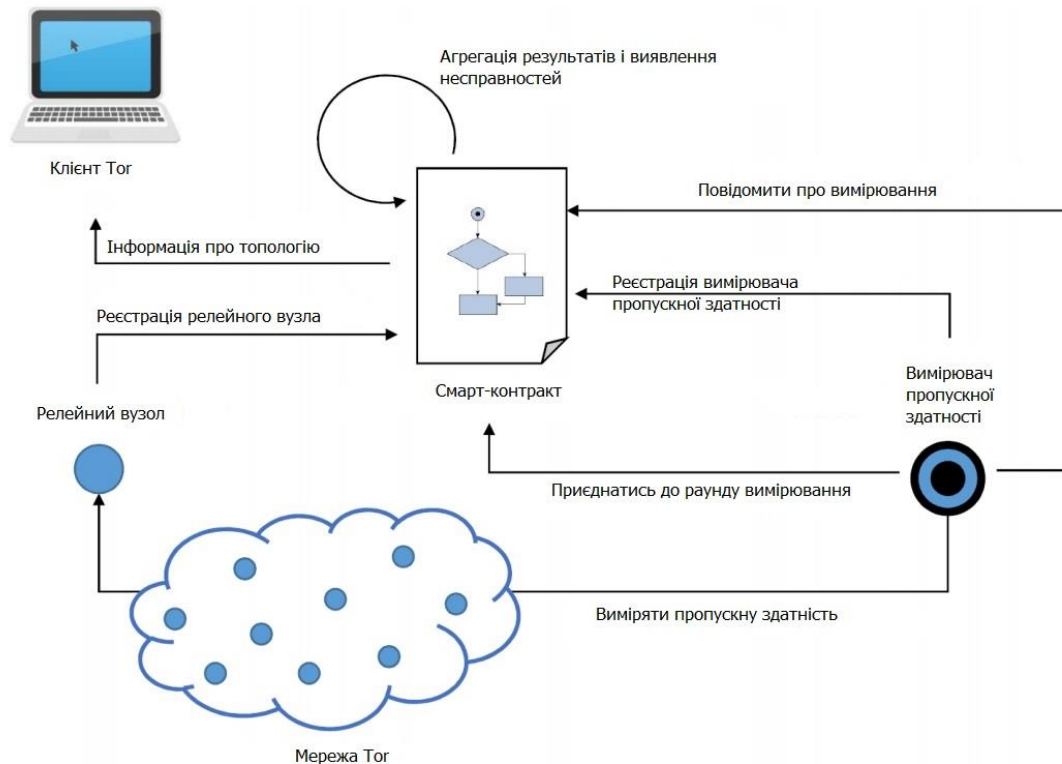 Агрегація результатів і виявлення
несправностей
Клієнт Tor
Повідомити про вимірювання
Інформація про топологію
Реєстрація вимірювача
пропускної здатності
Реєстрація релейного вузла
Смарт-контракт
Вимірювач
пропускної
здатності
Релейний вузол
Приєднатись до раунду вимірювання
Виміряти пропускну здатність
Мережа Tor